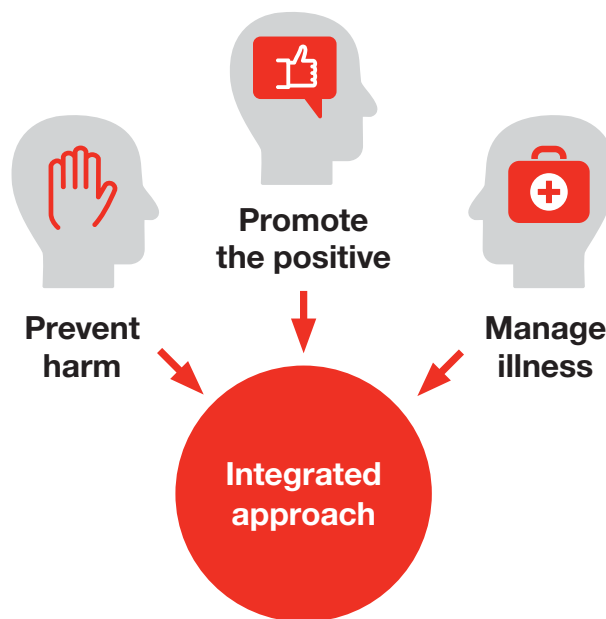 Promote
the positive
Prevent
harm
Manage
illness
Integrated
approach